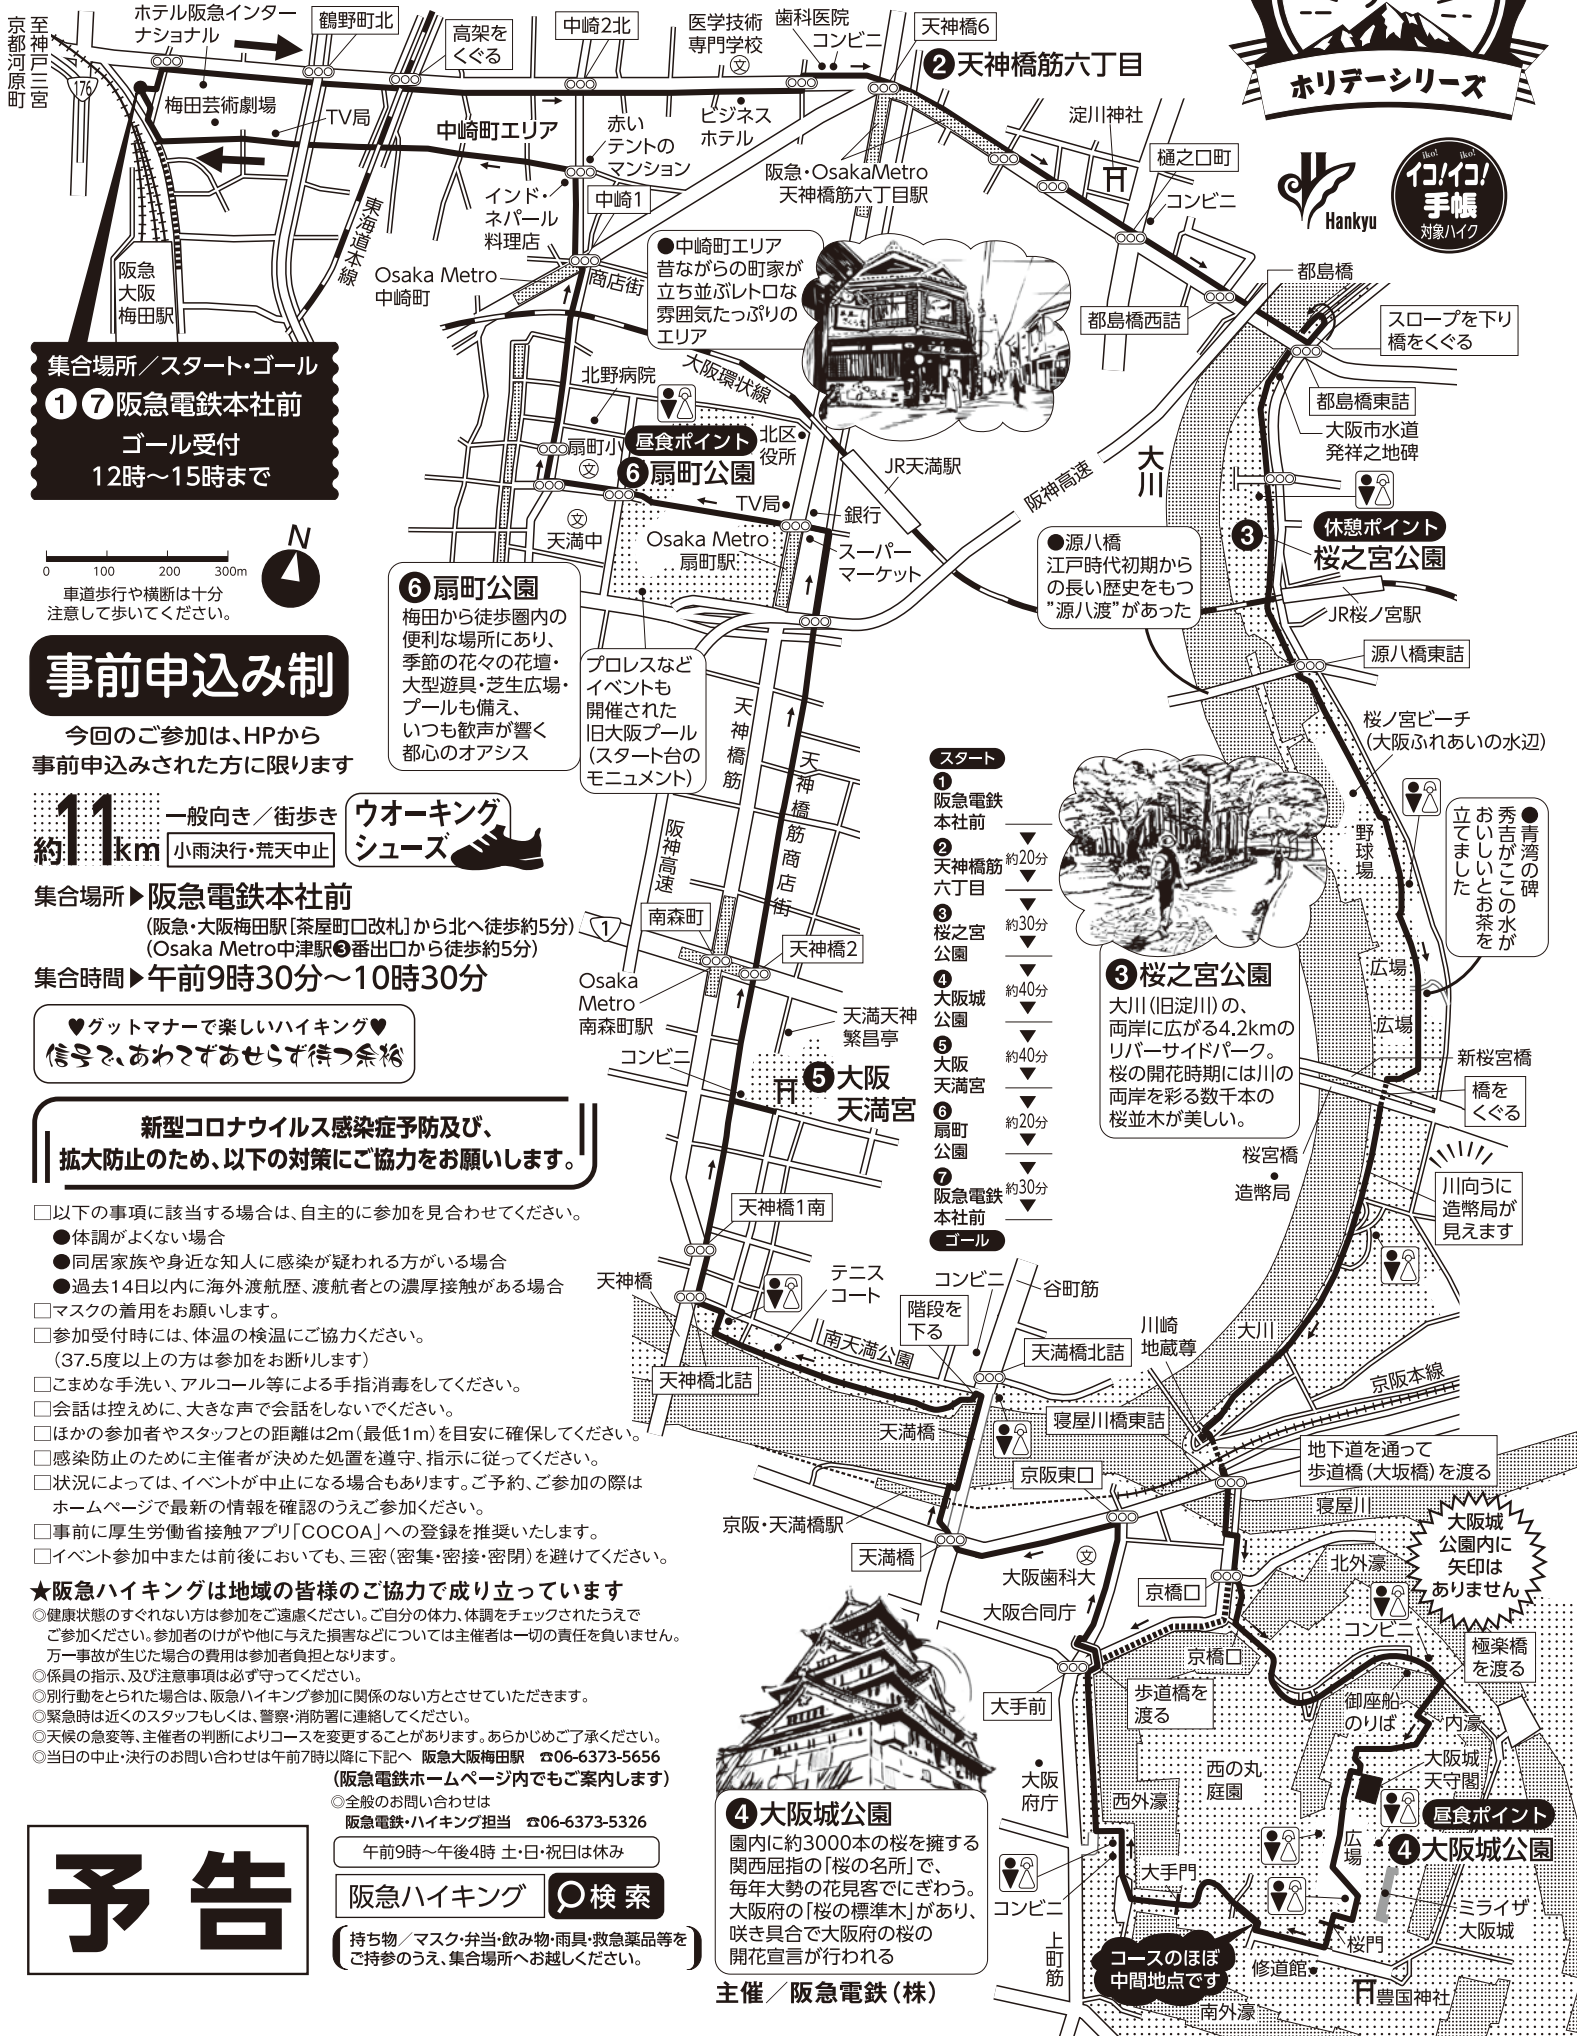 至神戸三宮
京都河原町
ホテル阪急インター
ナショナル
鶴野町北
高架を
くぐる
中崎2北
医学技術
専門学校
歯科医院
コンビニ
天神橋6
❷天神橋筋六丁目
ホリデーシリーズ
176
梅田芸術劇場
TV局
中崎町エリア
赤い
テントの
マンション
ビジネス
ホテル
淀川神社
樋之口町
コンビニ
Hankyu
iko! iko!
イコ!イコ!
手帳
対象ハイク
阪急・OsakaMetro
天神橋筋六丁目駅
インド・
ネパール
料理店
中崎1
東海道本線
阪急
大阪
梅田駅
Osaka Metro
中崎町
商店街
●中崎町エリア
昔ながらの町家が
立ち並ぶレトロな
雰囲気たっぷりの
エリア
都島橋
都島橋西詰
スロープを下り
橋をくぐる
集合場所／スタート・ゴール
❶❼阪急電鉄本社前
ゴール受付
12時〜15時まで
大阪環状線
北野病院
都島橋東詰
大阪市水道
発祥之地碑
扇町小
文
昼食ポイント
❻扇町公園
北区
役所
JR天満駅
阪神高速
大川
TV局
銀行
休憩ポイント
❸
桜之宮公園
文
天満中
Osaka Metro
扇町駅
スーパー
マーケット
●源八橋
江戸時代初期から
の長い歴史をもつ
”源八渡”があった
JR桜ノ宮駅
N
0 100 200 300m
車道歩行や横断は十分
注意して歩いてください。
❻扇町公園
梅田から徒歩圏内の
便利な場所にあり、
季節の花々の花壇・
大型遊具・芝生広場・
プールも備え、
いつも歓声が響く
都心のオアシス
プロレスなど
イベントも
開催された
旧大阪プール
(スタート台の
モニュメント)
源八橋東詰
事前申込み制
今回のご参加は、HPから
事前申込みされた方に限ります
天神橋筋
天神橋筋商店街
桜ノ宮ビーチ
(大阪ふれあいの水辺)
約11km
一般向き／街歩き
小雨決行・荒天中止
ウオーキング
シューズ
阪神高速
野球場
●青湾の碑
秀吉がここの水が
おいしいとお茶を
立てました
スタート
❶
阪急電鉄
本社前
▼
約20分
▼
❷
天神橋筋
六丁目
▼
約30分
▼
❸
桜之宮
公園
▼
約40分
▼
❹
大阪城
公園
▼
約40分
▼
❺
大阪
天満宮
▼
約20分
▼
❻
扇町
公園
▼
約30分
▼
❼
阪急電鉄
本社前
ゴール
集合場所▶阪急電鉄本社前
(阪急・大阪梅田駅[茶屋町口改札]から北へ徒歩約5分)
(Osaka Metro中津駅❸番出口から徒歩約5分)
集合時間▶午前9時30分〜10時30分
♥グットマナーで楽しいハイキング♥
信号で、あわてずあせらず待つ余裕
1
南森町
天神橋2
Osaka
Metro
南森町駅
天満天神
繁昌亭
コンビニ
❺大阪
天満宮
❸桜之宮公園
大川(旧淀川)の、
両岸に広がる4.2kmの
リバーサイドパーク。
桜の開花時期には川の
両岸を彩る数千本の
桜並木が美しい。
広場
広場
新桜宮橋
橋を
くぐる
桜宮橋
造幣局
川向うに
造幣局が
見えます
新型コロナウイルス感染症予防及び、
拡大防止のため、以下の対策にご協力をお願いします。
□以下の事項に該当する場合は、自主的に参加を見合わせてください。
●体調がよくない場合
●同居家族や身近な知人に感染が疑われる方がいる場合
●過去14日以内に海外渡航歴、渡航者との濃厚接触がある場合
□マスクの着用をお願いします。
□参加受付時には、体温の検温にご協力ください。
(37.5度以上の方は参加をお断りします)
□こまめな手洗い、アルコール等による手指消毒をしてください。
□会話は控えめに、大きな声で会話をしないでください。
□ほかの参加者やスタッフとの距離は2m(最低1m)を目安に確保してください。
□感染防止のために主催者が決めた処置を遵守、指示に従ってください。
□状況によっては、イベントが中止になる場合もあります。ご予約、ご参加の際は
ホームページで最新の情報を確認のうえご参加ください。
□事前に厚生労働省接触アプリ「COCOA」への登録を推奨いたします。
□イベント参加中または前後においても、三密(密集・密接・密閉)を避けてください。
天神橋1南
天神橋
テニス
コート
コンビニ
谷町筋
階段を
下る
南天満公園
天神橋北詰
天満橋北詰
川崎
地蔵尊
大川
京阪本線
天満橋
寝屋川橋東詰
地下道を通って
歩道橋(大坂橋)を渡る
京阪東口
寝屋川
京阪・天満橋駅
天満橋
文
大阪歯科大
大阪合同庁
京橋口
大阪城
公園内に
矢印は
ありません
北外濠
コンビニ
極楽橋
を渡る
京橋口
大手前
歩道橋を
渡る
御座船
のりば
内濠
大阪城
天守閣
大阪
府庁
西外濠
西の丸
庭園
昼食ポイント
❹大阪城公園
広場
ミライザ
大阪城
大手門
コンビニ
桜門
コースのほぼ
中間地点です
修道館
上町筋
豊国神社
南外濠
★阪急ハイキングは地域の皆様のご協力で成り立っています
◎健康状態のすぐれない方は参加をご遠慮ください。ご自分の体力、体調をチェックされたうえで
ご参加ください。参加者のけがや他に与えた損害などについては主催者は一切の責任を負いません。
万一事故が生じた場合の費用は参加者負担となります。
◎係員の指示、及び注意事項は必ず守ってください。
◎別行動をとられた場合は、阪急ハイキング参加に関係のない方とさせていただきます。
◎緊急時は近くのスタッフもしくは、警察・消防署に連絡してください。
◎天候の急変等、主催者の判断によりコースを変更することがあります。あらかじめご了承ください。
◎当日の中止・決行のお問い合わせは午前7時以降に下記へ 阪急大阪梅田駅 ☎06-6373-5656
(阪急電鉄ホームページ内でもご案内します)
◎全般のお問い合わせは
阪急電鉄・ハイキング担当 ☎06-6373-5326
午前9時〜午後4時 土・日・祝日は休み
阪急ハイキング
検索
持ち物／マスク・弁当・飲み物・雨具・救急薬品等を
ご持参のうえ、集合場所へお越しください。
予告
❹大阪城公園
園内に約3000本の桜を擁する
関西屈指の「桜の名所」で、
毎年大勢の花見客でにぎわう。
大阪府の「桜の標準木」があり、
咲き具合で大阪府の桜の
開花宣言が行われる
主催／阪急電鉄(株)